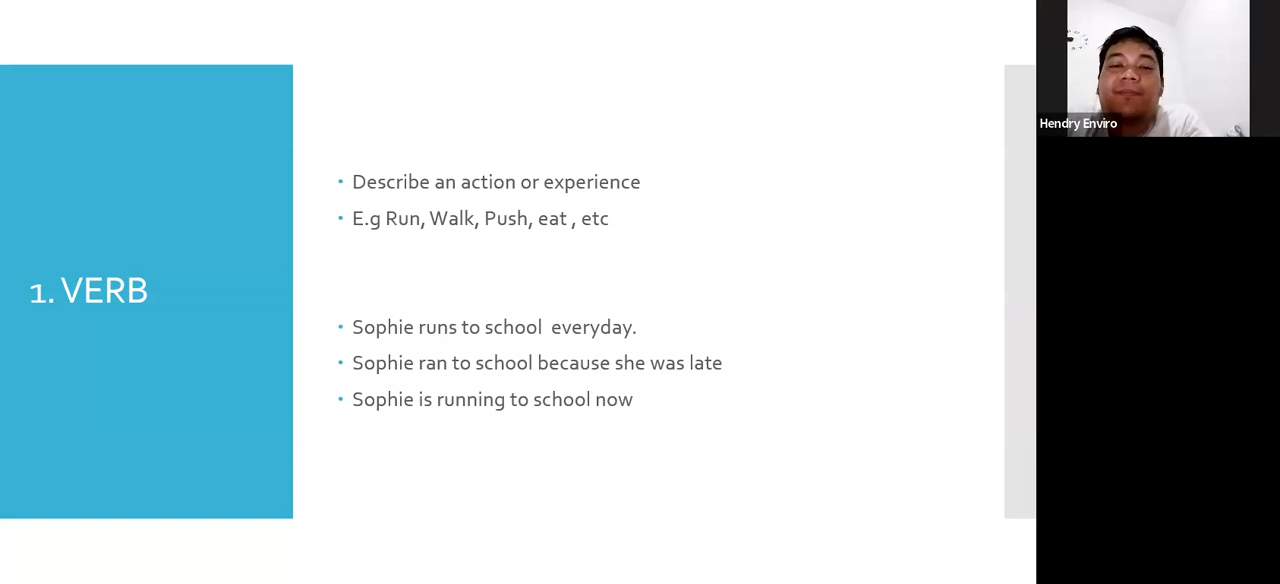 1. VERB
• Describe an action or experience
• E.g Run, Walk, Push, eat , etc
• Sophie runs to school  everyday.
• Sophie ran to school because she was late
• Sophie is running to school now
Hendry Enviro